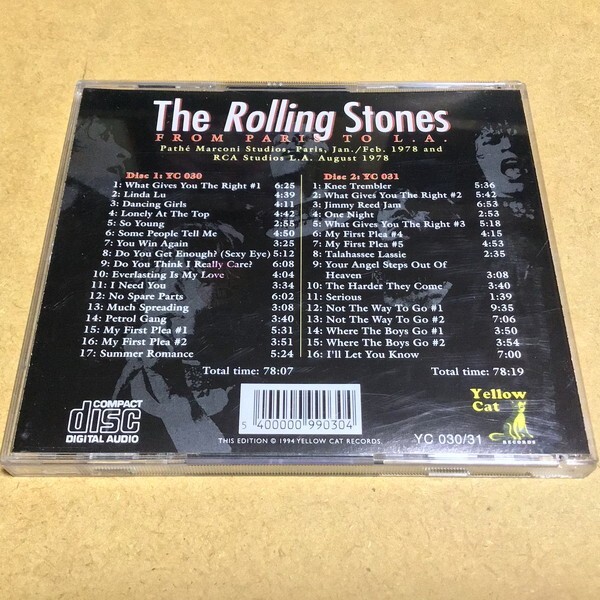 The Rolling Stones
FROM PARIS TO L.A.
Pathé Marconi Studios, Paris, Jan./Feb. 1978 and
RCA Studios L.A. August 1978
Disc 1: YC 030
1: What Gives You The Right #1 6:25
2: Linda Lu 4:39
3: Dancing Girls 4:11
4: Lonely At The Top 4:42
5: So Young 2:55
6: Some People Tell Me 4:50
7: You Win Again 3:25
8: Do You Get Enough? (Sexy Eye) 5:12
9: Do You Think I Really Care? 6:08
10: Everlasting Is My Love 4:04
11: I Need You 3:34
12: No Spare Parts 6:02
13: Much Spreading 3:08
14: Petrol Gang 3:11
15: My First Plea #1 5:31
16: My First Plea #2 4:31
17: Summer Romance 5:24
Total time: 78:07
Disc 2: YC 031
1: Knee Trembler 5:36
2: What Gives You The Right #2 5:42
3: Jimmy Reed Jam 6:53
4: One Night 2:53
5: What Gives You The Right #3 5:18
6: My First Plea #4 4:15
7: My First Plea #5 4:53
8: Talahassee Lassie 2:35
9: Your Angel Steps Out Of
Heaven 3:08
10: The Harder They Come 3:40
11: Serious 1:39
12: Not The Way To Go #1 9:35
13: Not The Way To Go #2 7:06
14: Where The Boys Go #1 3:50
15: Where The Boys Go #2 3:54
16: I'll Let You Know 7:00
Total time: 78:19
COMPACT
disc
DIGITAL AUDIO
5 400000 990304
THIS EDITION © 1994 YELLOW CAT RECORDS.
Yellow
Cat
RECORDS
YC 030/31